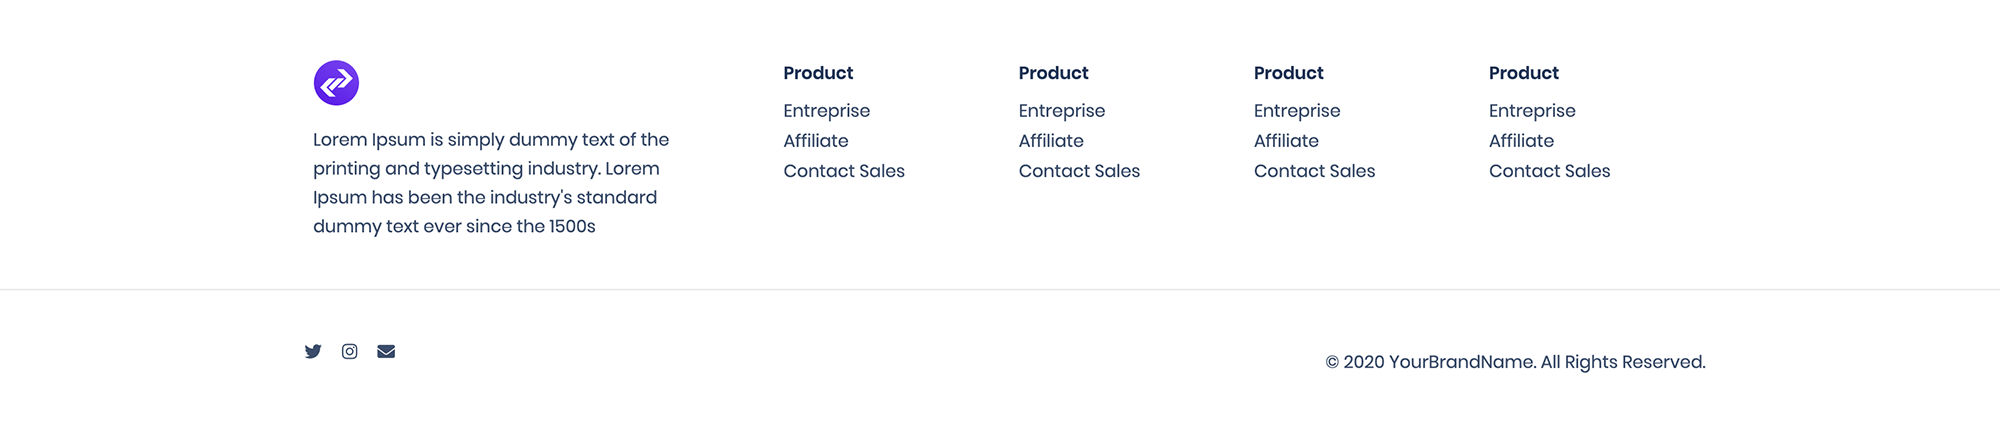 Lorem Ipsum is simply dummy text of the
printing and typesetting industry. Lorem
Ipsum has been the industry's standard
dummy text ever since the 1500s
Product
Entreprise
Affiliate
Contact Sales
Product
Entreprise
Affiliate
Contact Sales
Product
Entreprise
Affiliate
Contact Sales
Product
Entreprise
Affiliate
Contact Sales
© 2020 YourBrandName. All Rights Reserved.